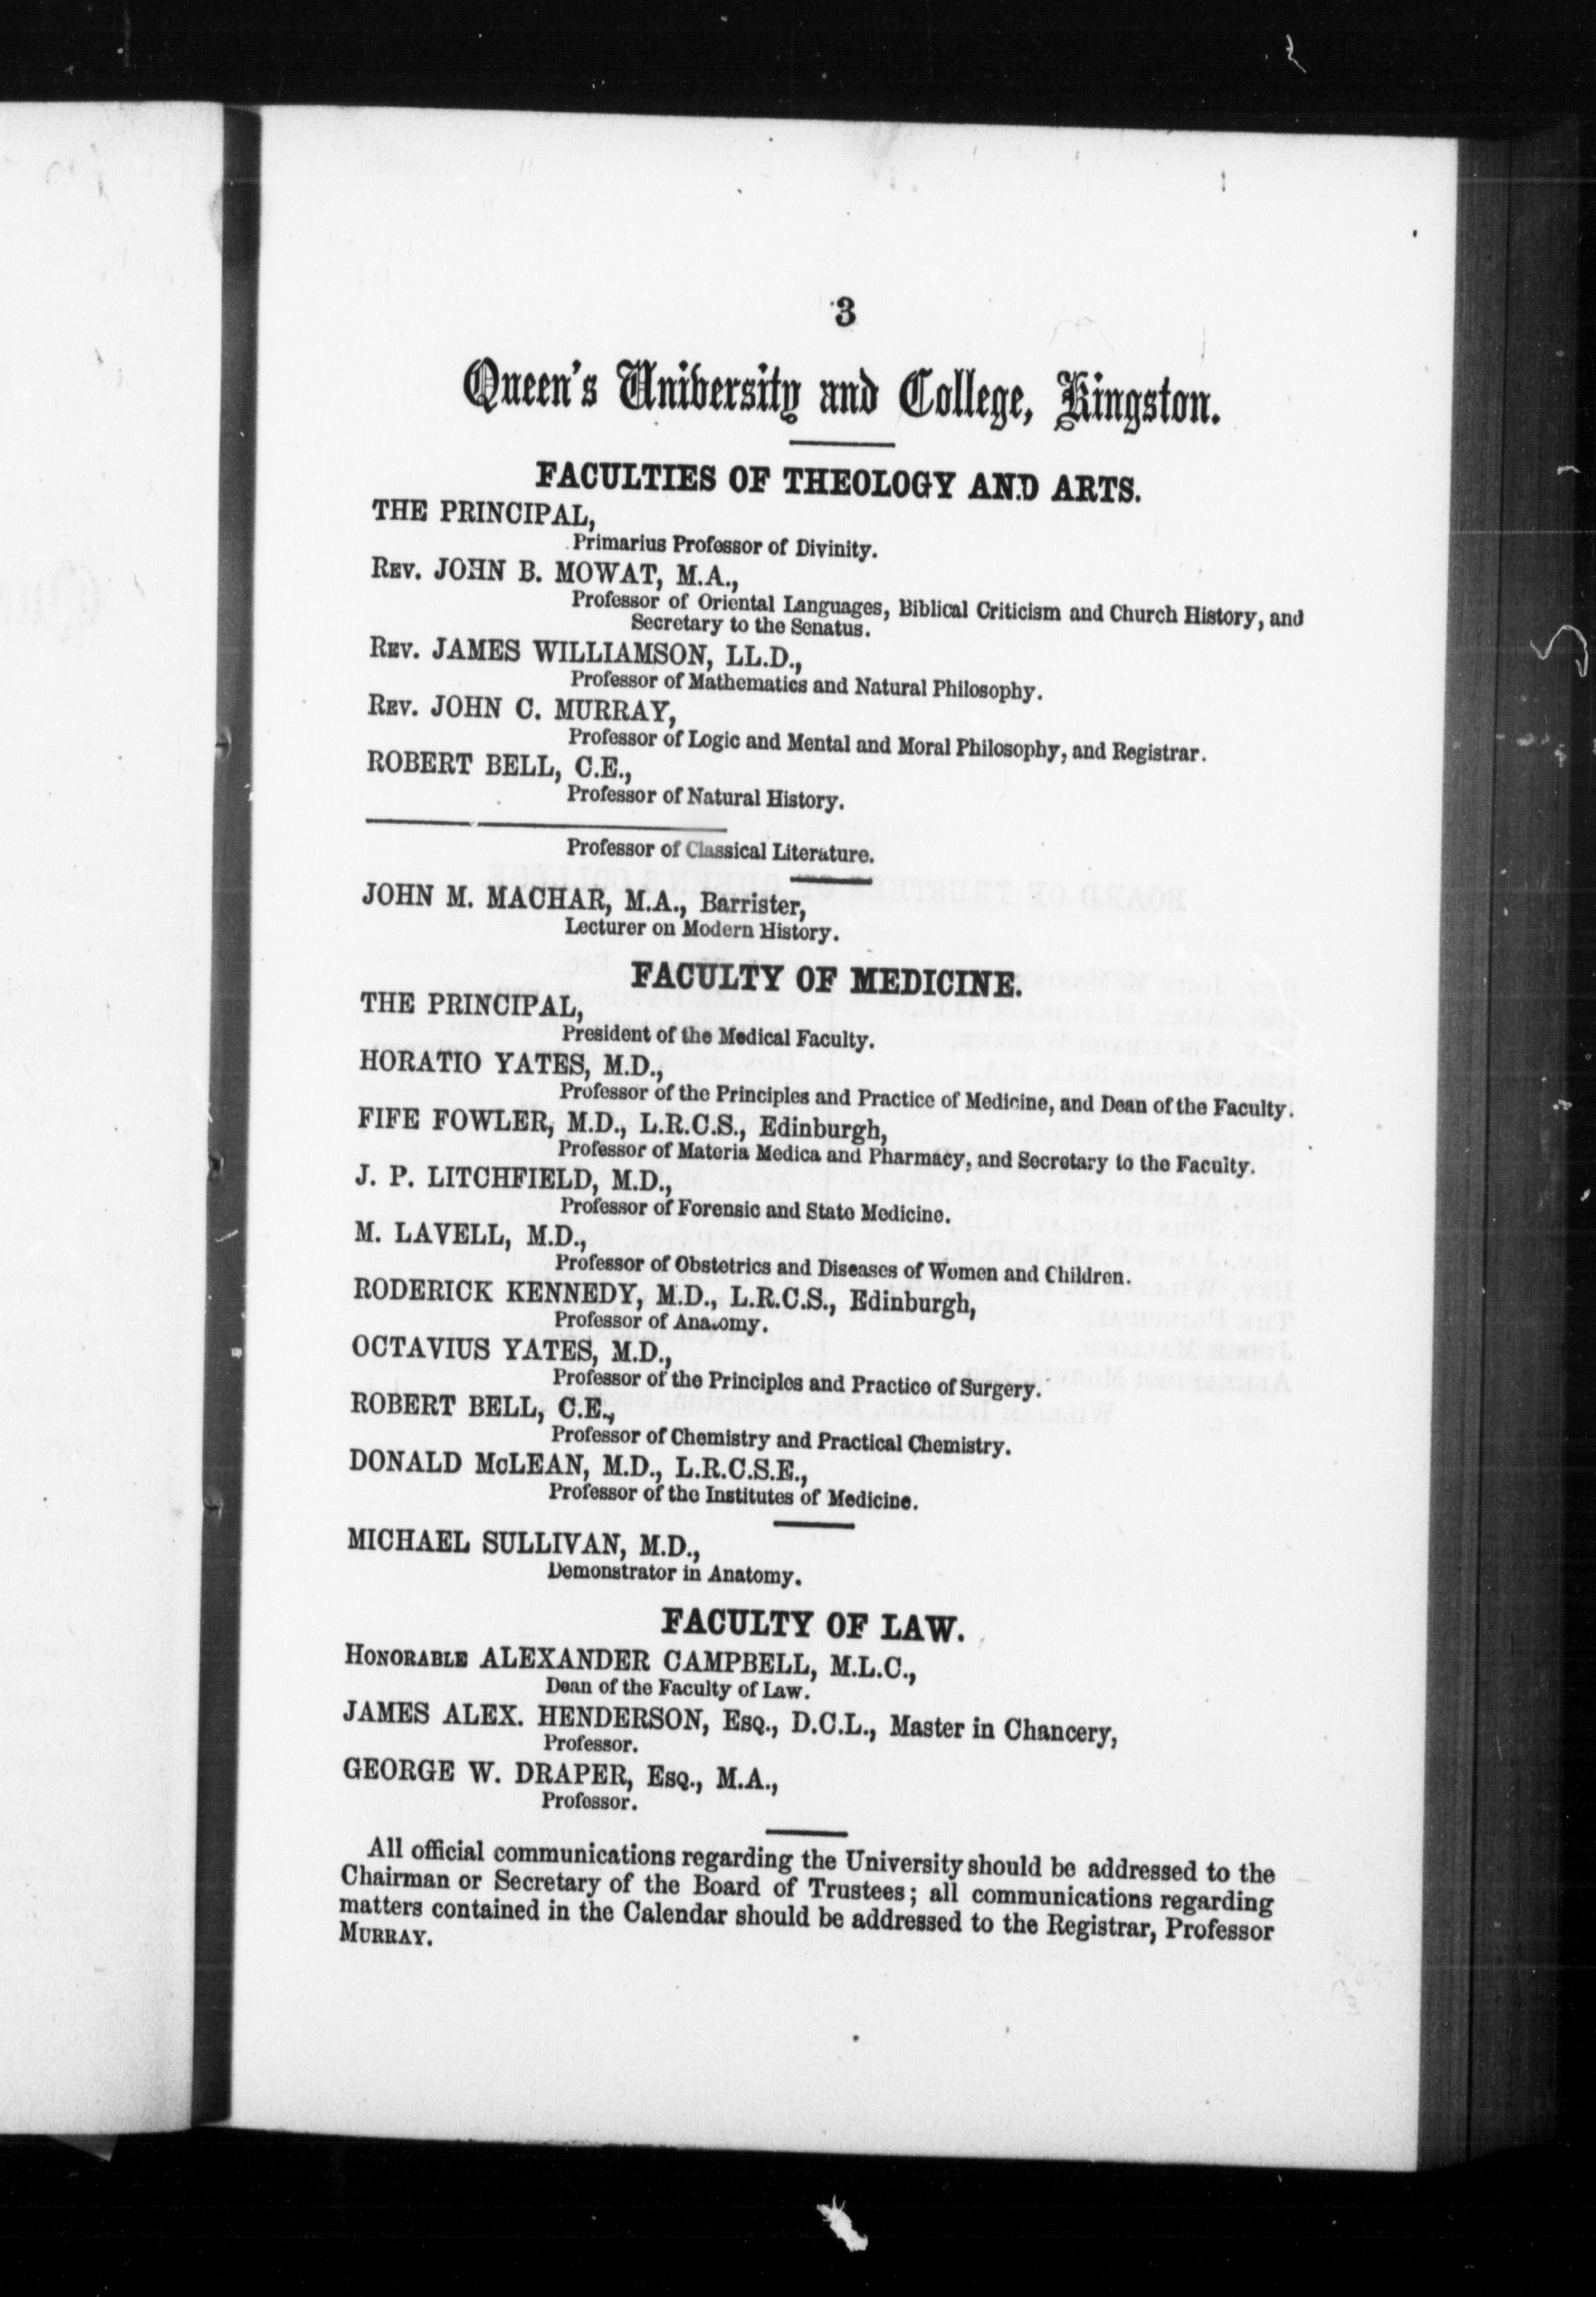 3
Queen's University and College, Kingston.
FACULTIES OF THEOLOGY AND ARTS.
THE PRINCIPAL,
Primarius Professor of Divinity.
REV. JOHN B. MOWAT, M.A.,
Professor of Oriental Languages, Biblical Criticism and Church History, and
Secretary to the Senatus.
REV. JAMES WILLIAMSON, LL.D.,
Professor of Mathematics and Natural Philosophy.
REV. JOHN C. MURRAY,
Professor of Logic and Mental and Moral Philosophy, and Registrar.
ROBERT BELL, C.E.,
Professor of Natural History.
Professor of Classical Literature.
JOHN M. MACHAR, M.A., Barrister,
Lecturer on Modern History.
FACULTY OF MEDICINE.
THE PRINCIPAL,
President of the Medical Faculty.
HORATIO YATES, M.D.,
Professor of the Principles and Practice of Medicine, and Dean of the Faculty.
FIFE FOWLER, M.D., L.R.C.S., Edinburgh,
Professor of Materia Medica and Pharmacy, and Secretary to the Faculty.
J. P. LITCHFIELD, M.D.,
Professor of Forensic and State Medicine.
M. LAVELL, M.D.,
Professor of Obstetrics and Diseases of Women and Children.
RODERICK KENNEDY, M.D., L.R.C.S., Edinburgh,
Professor of Anatomy.
OCTAVIUS YATES, M.D.,
Professor of the Principles and Practice of Surgery.
ROBERT BELL, C.E.,
Professor of Chemistry and Practical Chemistry.
DONALD McLEAN, M.D., L.R.C.S.E.,
Professor of the Institutes of Medicine.
MICHAEL SULLIVAN, M.D.,
Demonstrator in Anatomy.
FACULTY OF LAW.
HONORABLE ALEXANDER CAMPBELL, M.L.C.,
Dean of the Faculty of Law.
JAMES ALEX. HENDERSON, ESQ., D.C.L., Master in Chancery,
Professor.
GEORGE W. DRAPER, ESQ., M.A.,
Professor.
All official communications regarding the University should be addressed to the
Chairman or Secretary of the Board of Trustees; all communications regarding
matters contained in the Calendar should be addressed to the Registrar, Professor
MURRAY.